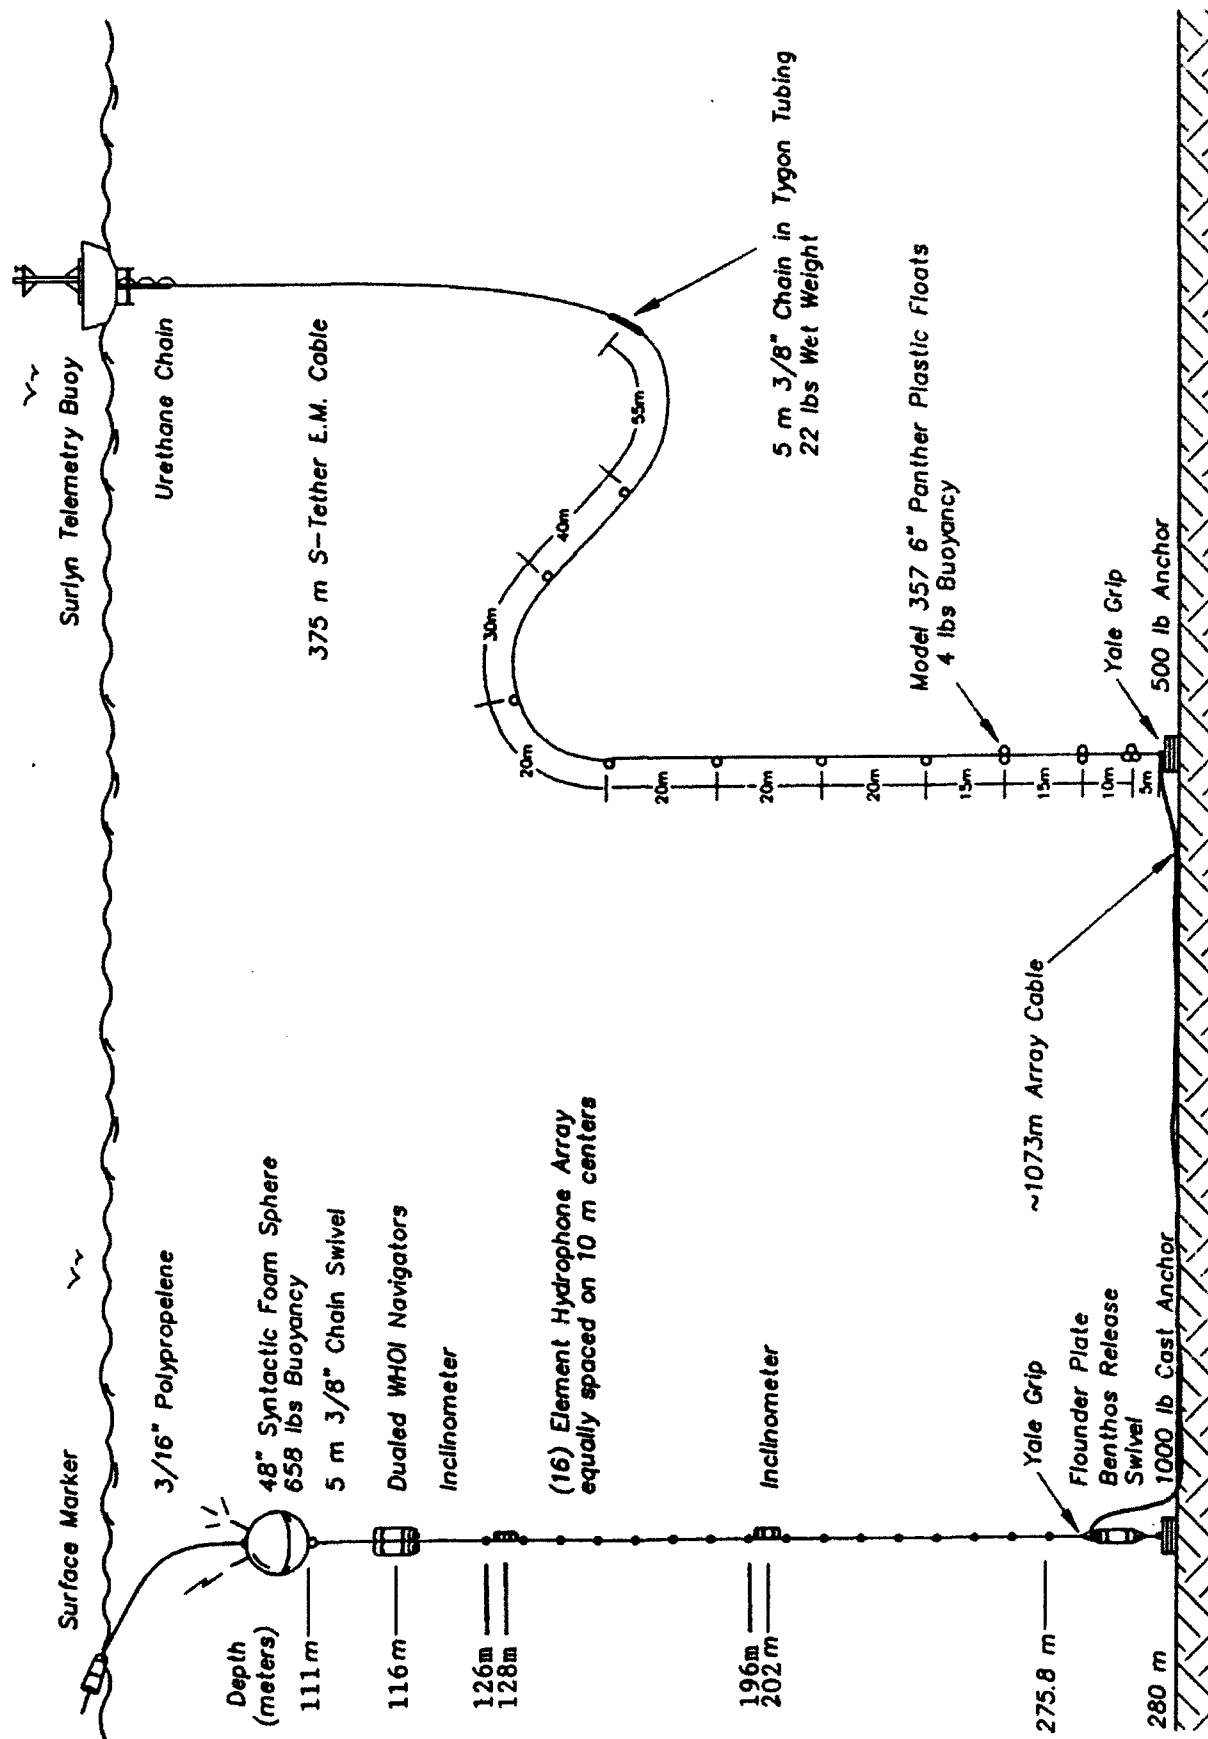 Surface Marker
Surlyn Telemetry Buoy
3/16" Polypropelene
Urethane Chain
Depth
(meters)
48" Syntactic Foam Sphere
658 lbs Buoyancy
375 m S-Tether E.M. Cable
111 m
5 m 3/8" Chain Swivel
116 m
Dualed WHOI Navigators
Inclinometer
126m
128m
(16) Element Hydrophone Array
equally spaced on 10 m centers
20m
30m
40m
55m
196m
202m
Inclinometer
5 m 3/8" Chain in Tygon Tubing
22 lbs Wet Weight
20m
20m
20m
15m
15m
10m
5m
Model 357 6" Panther Plastic Floats
4 lbs Buoyancy
275.8 m
Yale Grip
~1073m Array Cable
Flounder Plate
Benthos Release
Swivel
Yale Grip
280 m
1000 lb Cast Anchor
500 lb Anchor